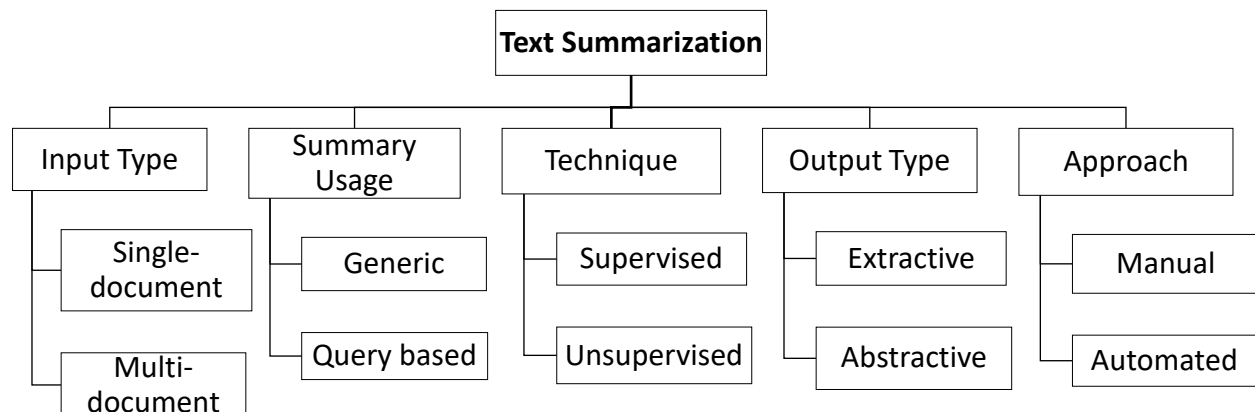 Text Summarization
Input Type
Summary
Usage
Technique
Output Type
Approach
Single-
document
Generic
Supervised
Extractive
Manual
Multi-
document
Query based
Unsupervised
Abstractive
Automated